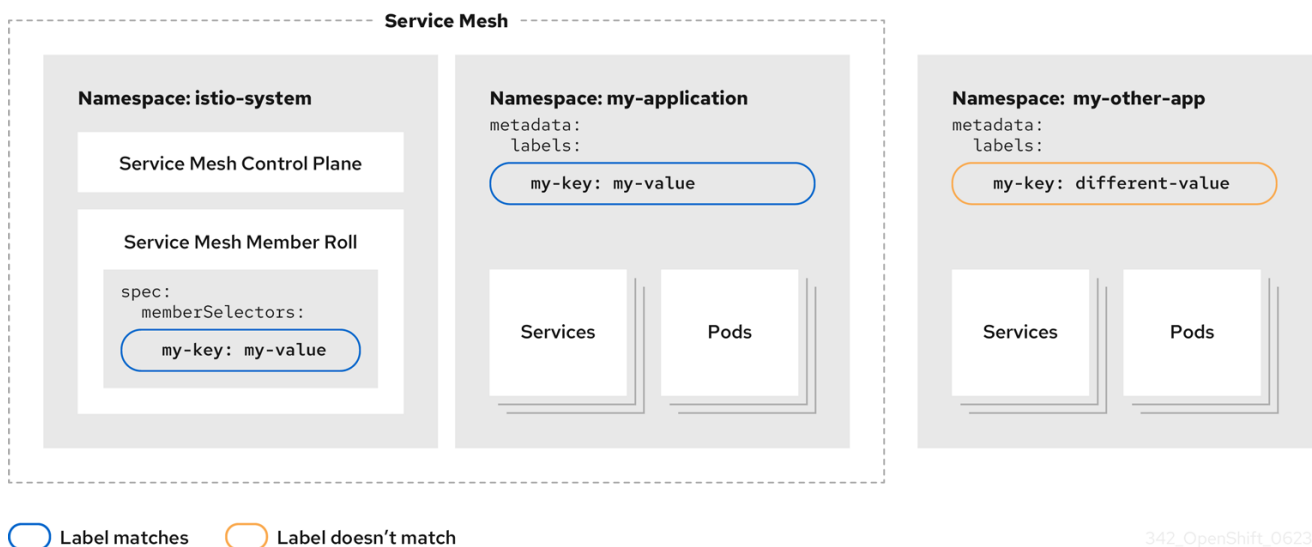 Service Mesh
Namespace: istio-system
Service Mesh Control Plane
Service Mesh Member Roll
spec:
memberSelectors:
my-key: my-value
Namespace: my-application
metadata:
labels:
my-key: my-value
Services
Pods
Namespace: my-other-app
metadata:
labels:
my-key: different-value
Services
Pods
Label matches
Label doesn’t match
342_OpenShift_0623